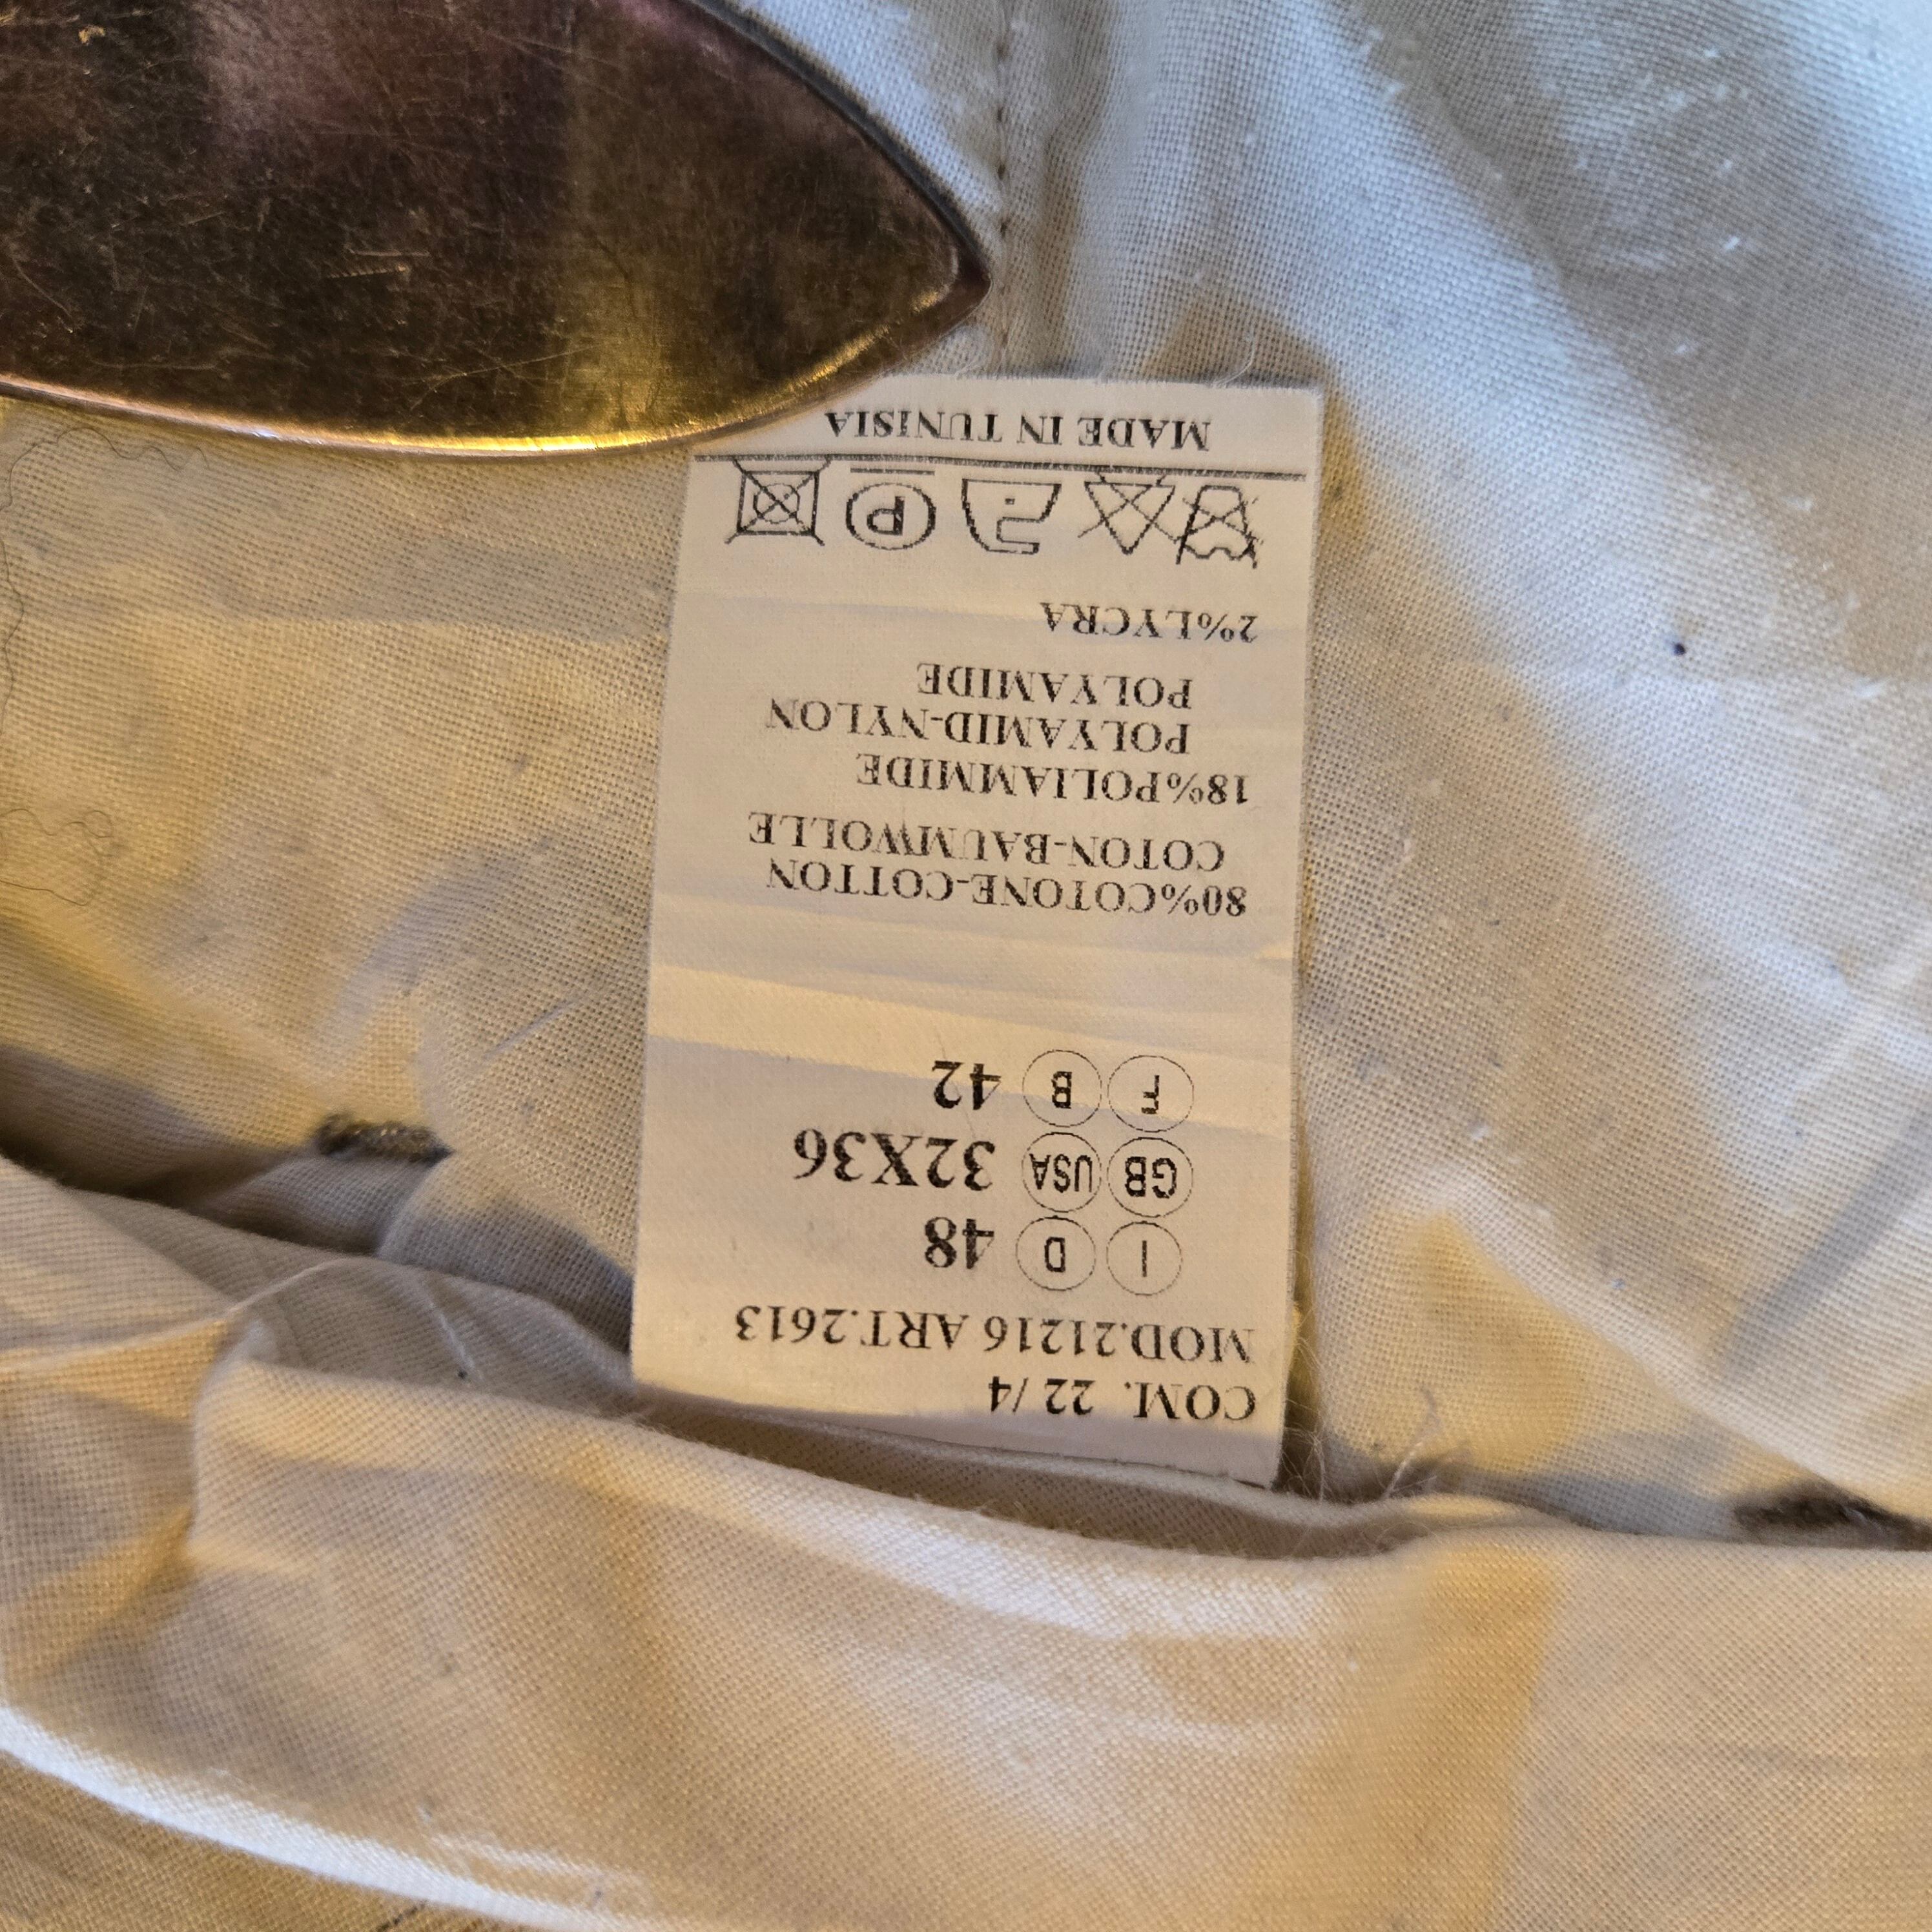 COM. 22 /4
MOD.21216 ART.2613
I D 48
GB USA 32X36
F B 42
80%COTONE-COTTON
COTON-BAUMWOLLE
18%POLIAMMIDE
POLYAMID-NYLON
POLYAMIDE
2%LYCRA
P
MADE IN TUNISIA